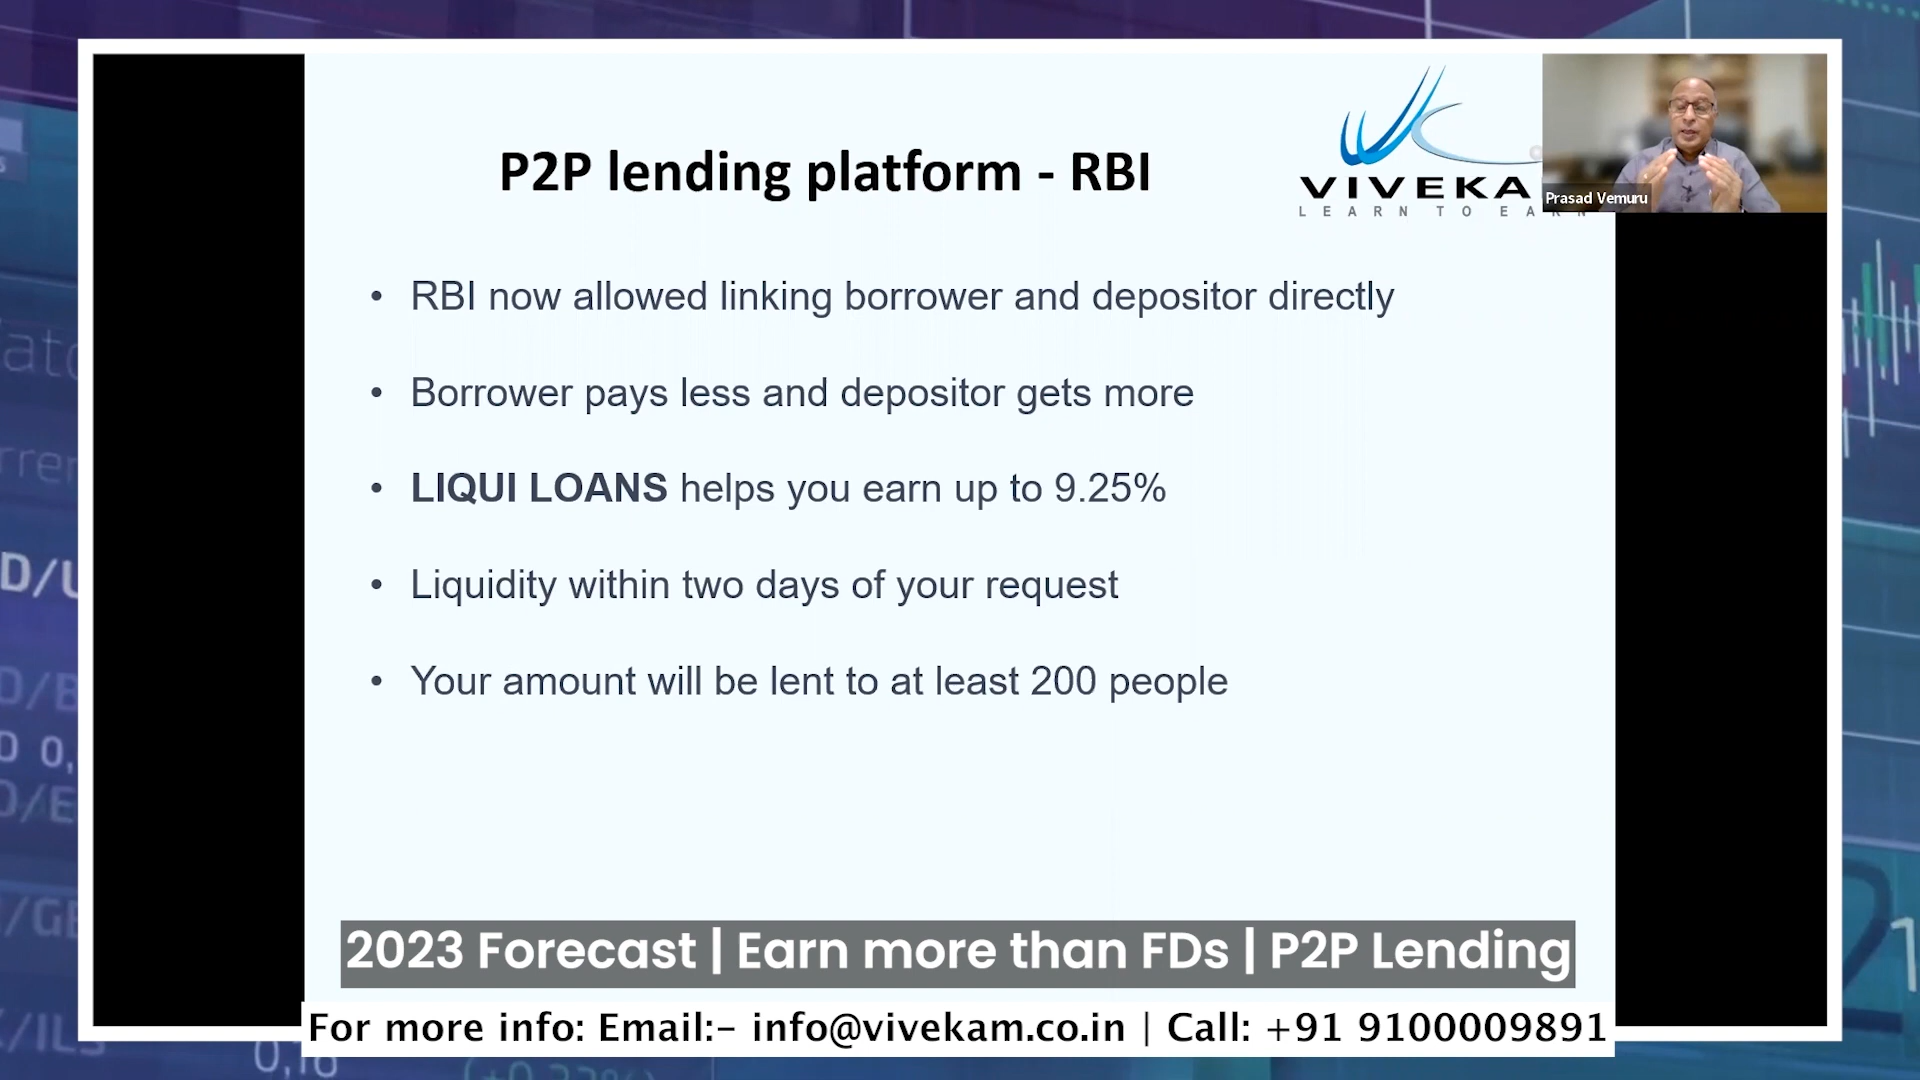 P2P lending platform - RBI
VIVEKA
LEARN TO EARN
Prasad Vemuru
• RBI now allowed linking borrower and depositor directly
• Borrower pays less and depositor gets more
• LIQUI LOANS helps you earn up to 9.25%
• Liquidity within two days of your request
• Your amount will be lent to at least 200 people
2023 Forecast | Earn more than FDs | P2P Lending
For more info: Email:- info@vivekam.co.in | Call: +91 9100009891